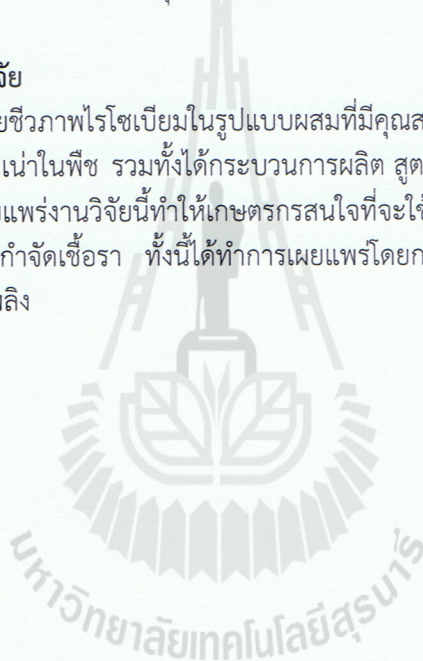 จัย
ยชีวภาพไรโซเบียมในรูปแบบผสมที่มีคุณส
เน่าในพืช รวมทั้งได้กระบวนการผลิต สูต
ยแพร่งานวิจัยนี้ทำให้เกษตรกรสนใจที่จะใช้
กำจัดเชื้อรา ทั้งนี้ได้ทำการเผยแพร่โดยก
ผลิง
มหาวิทยาลัยเทคโนโลยีสุรนารี